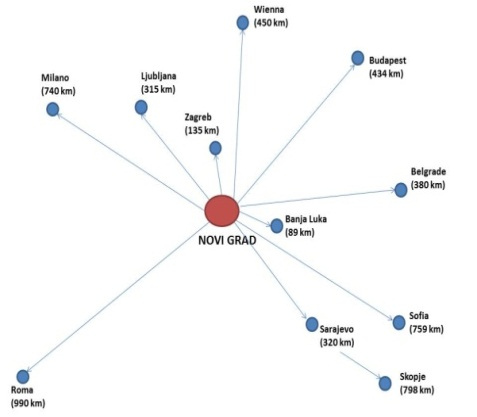 Wienna
(450 km)
Budapest
(434 km)
Milano
(740 km)
Ljubljana
(315 km)
Zagreb
(135 km)
Belgrade
(380 km)
Banja Luka
(89 km)
NOVI GRAD
Sofia
(759 km)
Sarajevo
(320 km)
Skopje
(798 km)
Roma
(990 km)